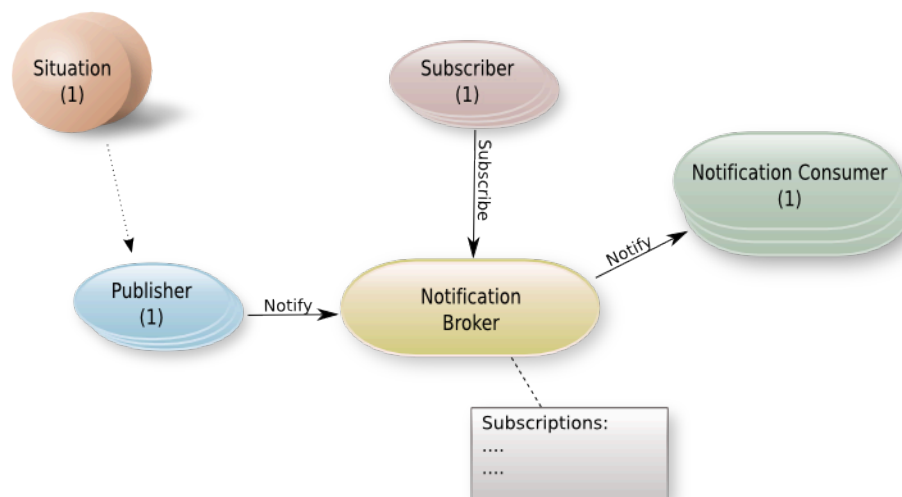 Situation
(1)
Subscriber
(1)
Subscribe
Notification Consumer
(1)
Notify
Publisher
(1)
Notify
Notification
Broker
Subscriptions:
....
....